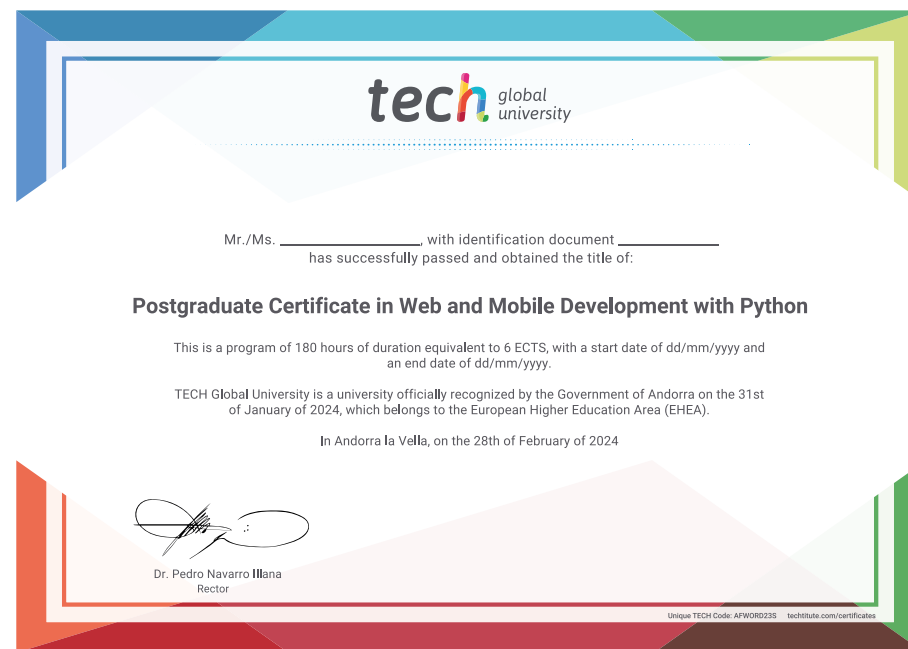 tech global
university
Mr./Ms. ____________________, with identification document ______________
has successfully passed and obtained the title of:
Postgraduate Certificate in Web and Mobile Development with Python
This is a program of 180 hours of duration equivalent to 6 ECTS, with a start date of dd/mm/yyyy and
an end date of dd/mm/yyyy.
TECH Global University is a university officially recognized by the Government of Andorra on the 31st
of January of 2024, which belongs to the European Higher Education Area (EHEA).
In Andorra la Vella, on the 28th of February of 2024
Dr. Pedro Navarro Illana
Rector
Unique TECH Code: AFWORD23S techtitute.com/certificates